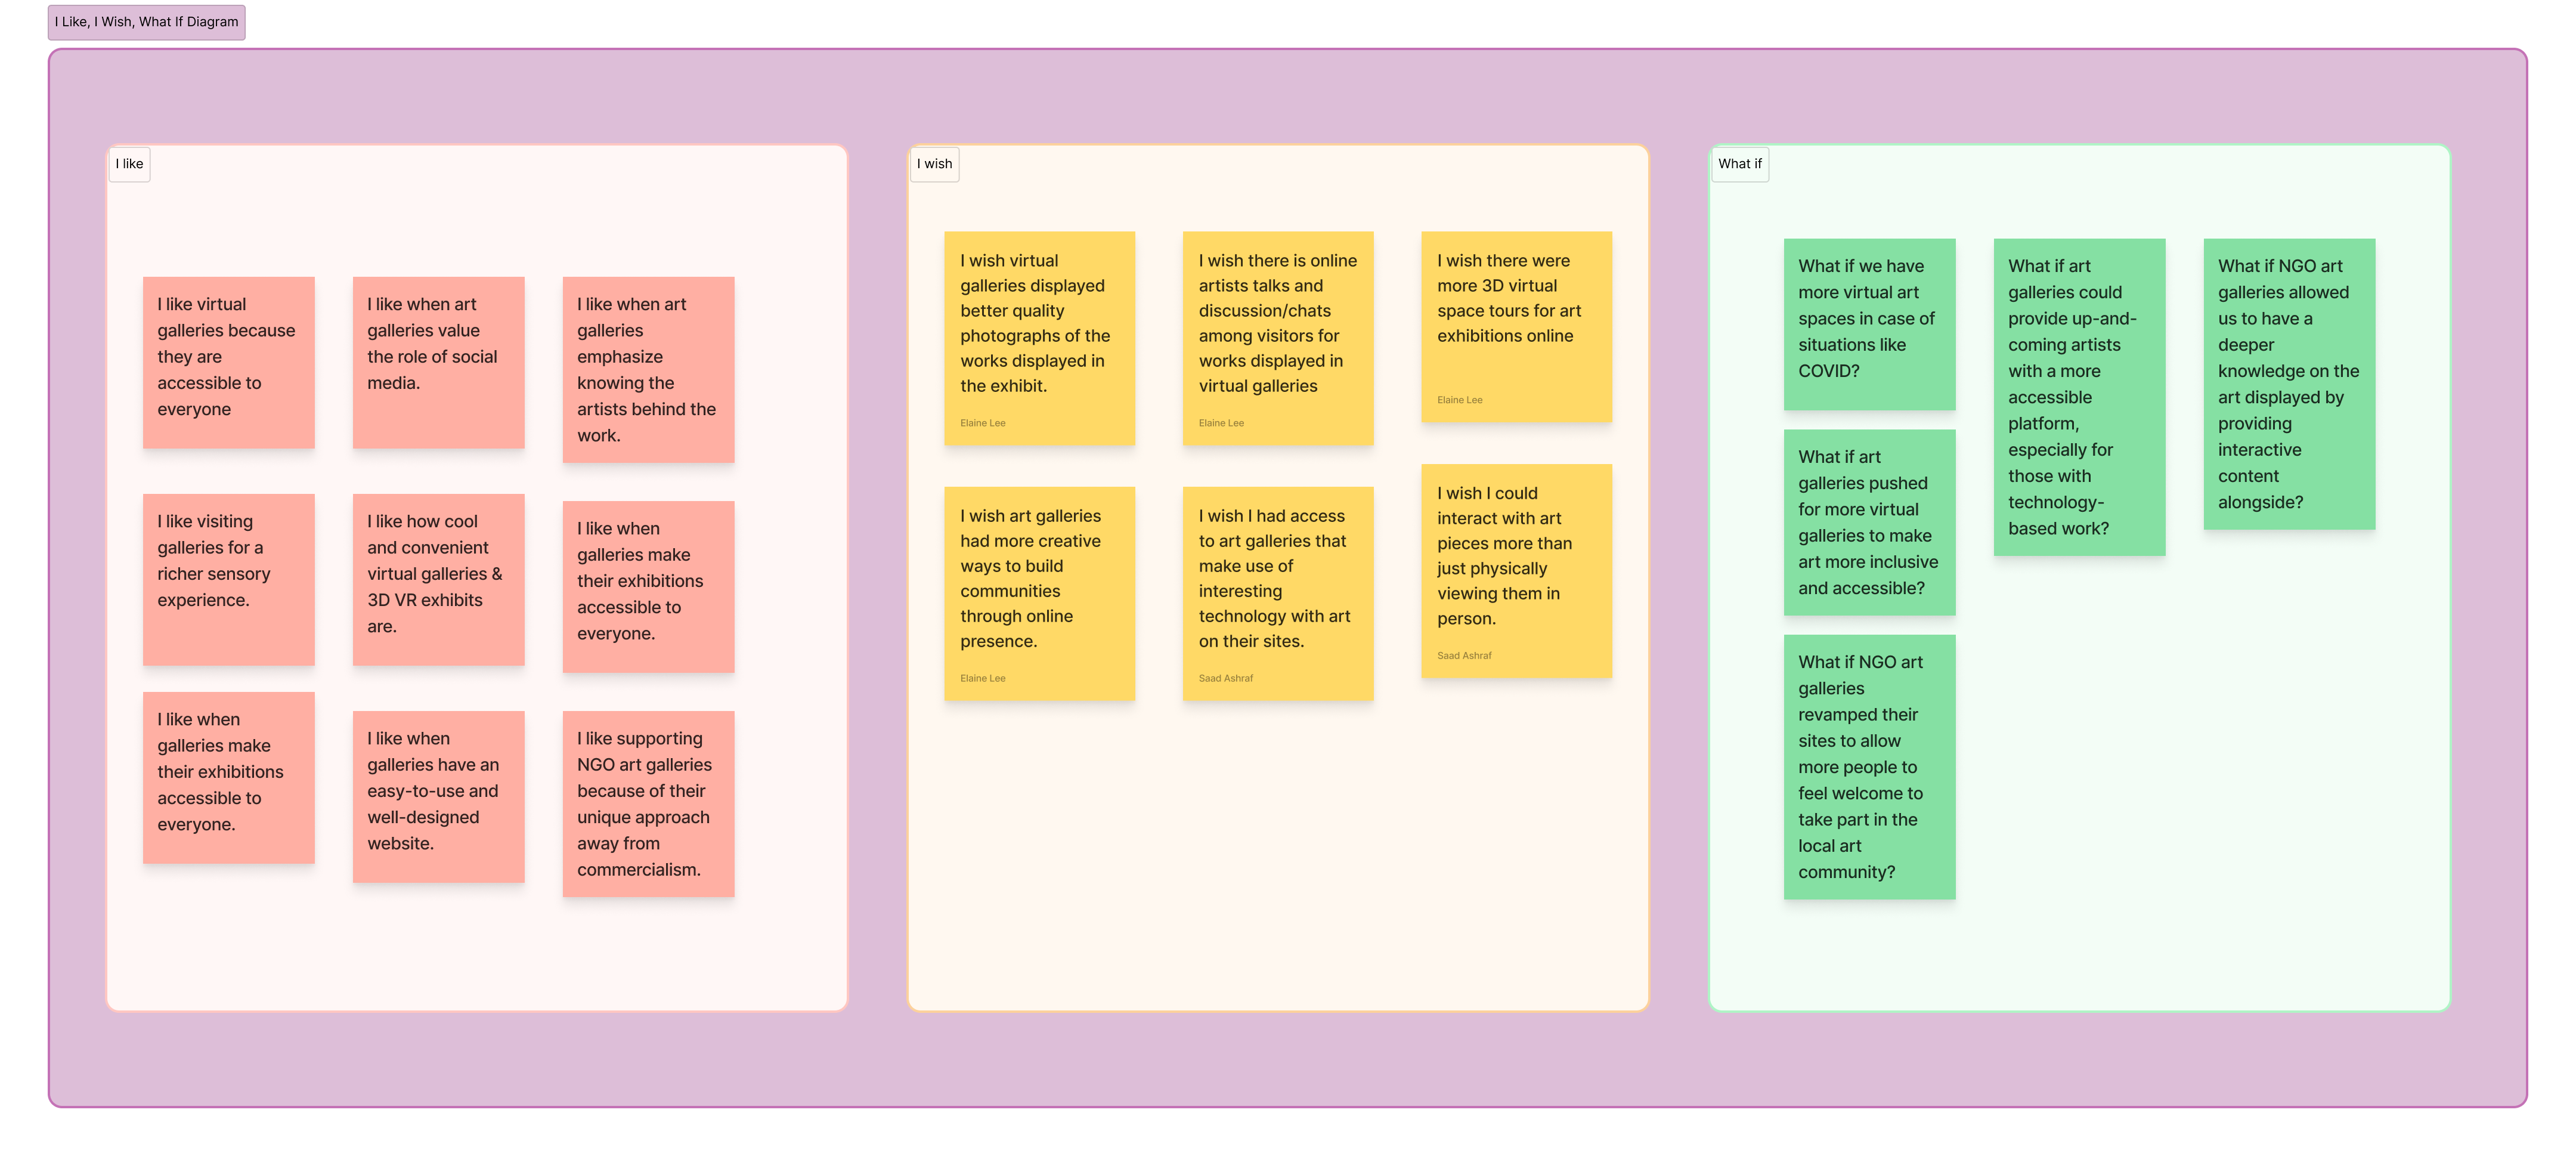 I Like, I Wish, What If Diagram
I like
I like virtual
galleries because
they are
accessible to
everyone
I like when art
galleries value
the role of social
media.
I like when art
galleries
emphasize
knowing the
artists behind the
work.
I like visiting
galleries for a
richer sensory
experience.
I like how cool
and convenient
virtual galleries &
3D VR exhibits
are.
I like when
galleries make
their exhibitions
accessible to
everyone.
I like when
galleries make
their exhibitions
accessible to
everyone.
I like when
galleries have an
easy-to-use and
well-designed
website.
I like supporting
NGO art galleries
because of their
unique approach
away from
commercialism.
I wish
I wish virtual
galleries displayed
better quality
photographs of the
works displayed in
the exhibit.
Elaine Lee
I wish there is online
artists talks and
discussion/chats
among visitors for
works displayed in
virtual galleries
Elaine Lee
I wish there were
more 3D virtual
space tours for art
exhibitions online
Elaine Lee
I wish art galleries
had more creative
ways to build
communities
through online
presence.
Elaine Lee
I wish I had access
to art galleries that
make use of
interesting
technology with art
on their sites.
Saad Ashraf
I wish I could
interact with art
pieces more than
just physically
viewing them in
person.
Saad Ashraf
What if
What if we have
more virtual art
spaces in case of
situations like
COVID?
What if art
galleries could
provide up-and-
coming artists
with a more
accessible
platform,
especially for
those with
technology-
based work?
What if NGO art
galleries allowed
us to have a
deeper
knowledge on the
art displayed by
providing
interactive
content
alongside?
What if art
galleries pushed
for more virtual
galleries to make
art more inclusive
and accessible?
What if NGO art
galleries
revamped their
sites to allow
more people to
feel welcome to
take part in the
local art
community?